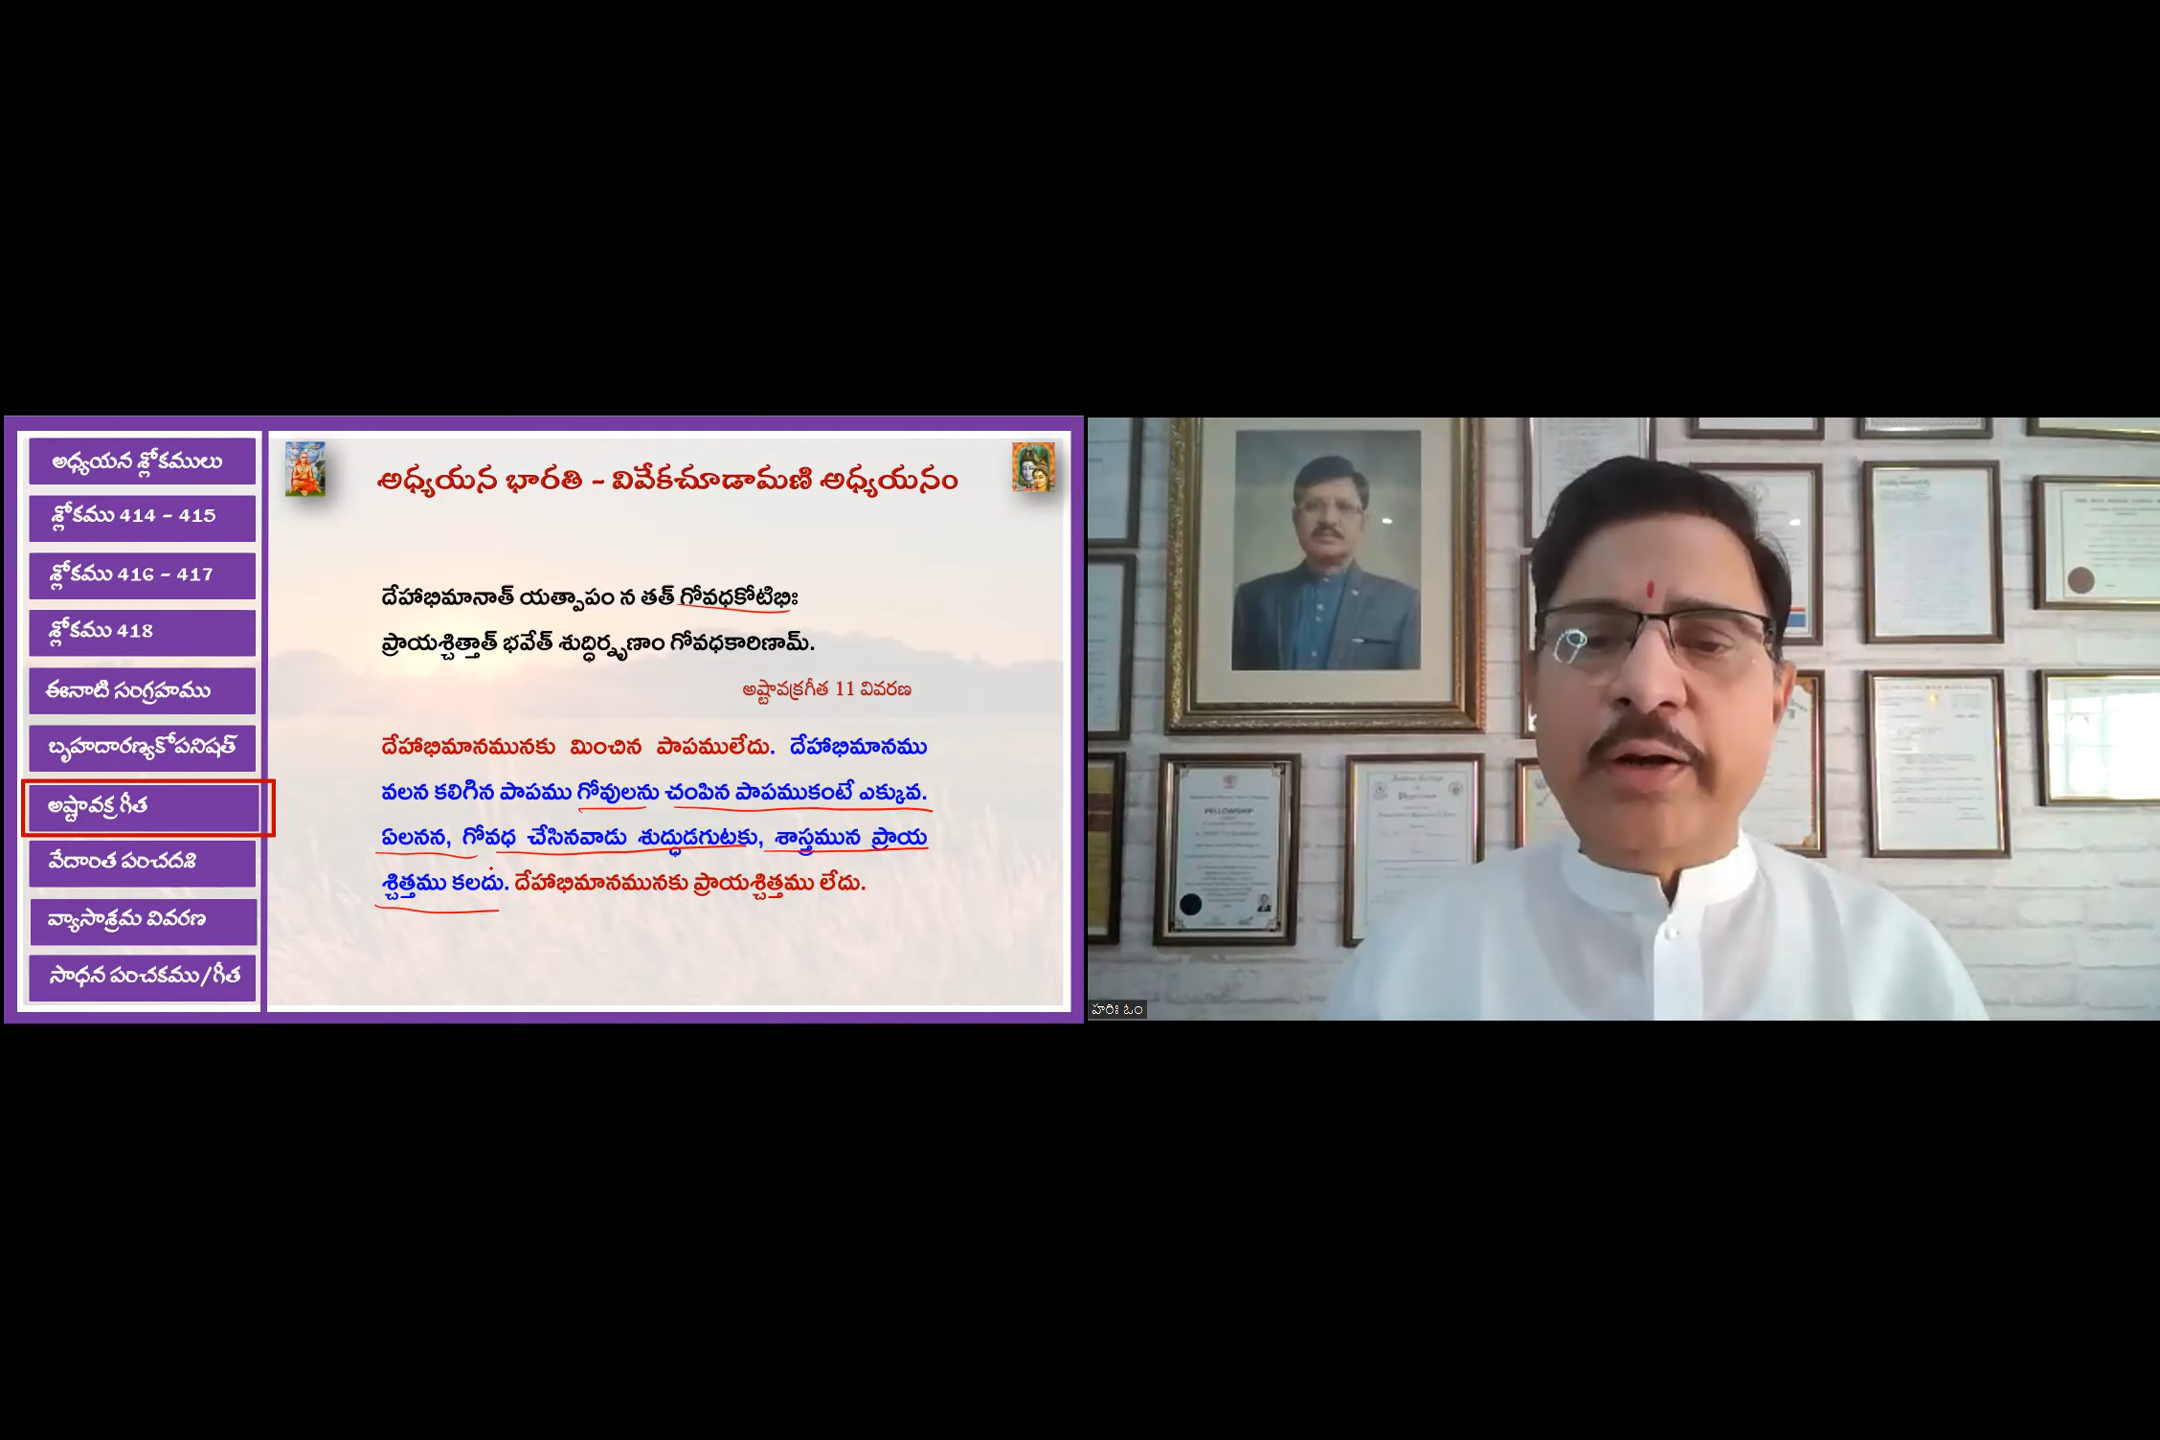 అధ్యయన శ్లోకములు
శ్లోకము 414 - 415
శ్లోకము 416 - 417
శ్లోకము 418
ఈనాటి సంగ్రహము
బృహదారణ్యకోపనిషత్
అష్టావక్ర గీత
వేదాంత పంచదశి
వ్యాసాశ్రమ వివరణ
సాధన పంచకము/గీత
అధ్యయన భారతి - వివేకచూడామణి అధ్యయనం
దేహాభిమానాత్ యత్పాపం న తత్ గోవధకోటిభిః
ప్రాయశ్చిత్తాత్ భవేత్ శుద్ధిర్నృణాం గోవధకారిణామ్.
అష్టావక్రగీత 11 వివరణ
దేహాభిమానమునకు మించిన పాపములేదు. దేహాభిమానము
వలన కలిగిన పాపము గోవులను చంపిన పాపముకంటే ఎక్కువ.
ఏలనన, గోవధ చేసినవాడు శుద్ధుడగుటకు, శాస్త్రమున ప్రాయ
శ్చిత్తము కలదు. దేహాభిమానమునకు ప్రాయశ్చిత్తము లేదు.
FELLOWSHIP
హరిః ఓం